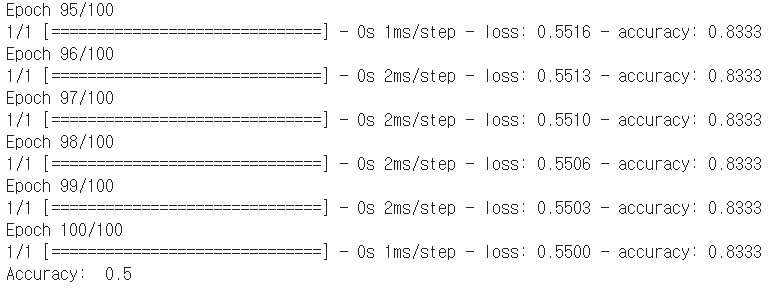 Epoch 95/100
1/1 [==============================] - 0s 1ms/step - loss: 0.5516 - accuracy: 0.8333
Epoch 96/100
1/1 [==============================] - 0s 2ms/step - loss: 0.5513 - accuracy: 0.8333
Epoch 97/100
1/1 [==============================] - 0s 2ms/step - loss: 0.5510 - accuracy: 0.8333
Epoch 98/100
1/1 [==============================] - 0s 2ms/step - loss: 0.5506 - accuracy: 0.8333
Epoch 99/100
1/1 [==============================] - 0s 2ms/step - loss: 0.5503 - accuracy: 0.8333
Epoch 100/100
1/1 [==============================] - 0s 1ms/step - loss: 0.5500 - accuracy: 0.8333
Accuracy:  0.5